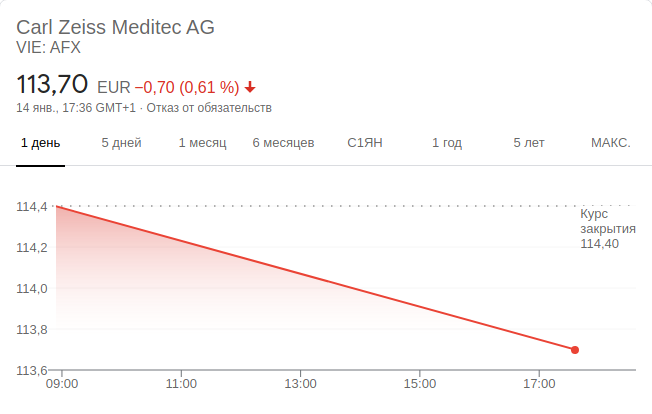 Carl Zeiss Meditec AG
VIE: AFX
113,70 EUR −0,70 (0,61 %)
14 янв., 17:36 GMT+1 · Отказ от обязательств
1 день 5 дней 1 месяц 6 месяцев С1ЯН 1 год 5 лет МАКС.
114,4
Курс
закрытия
114,40
114,2
114,0
113,8
113,6
09:00 11:00 13:00 15:00 17:00